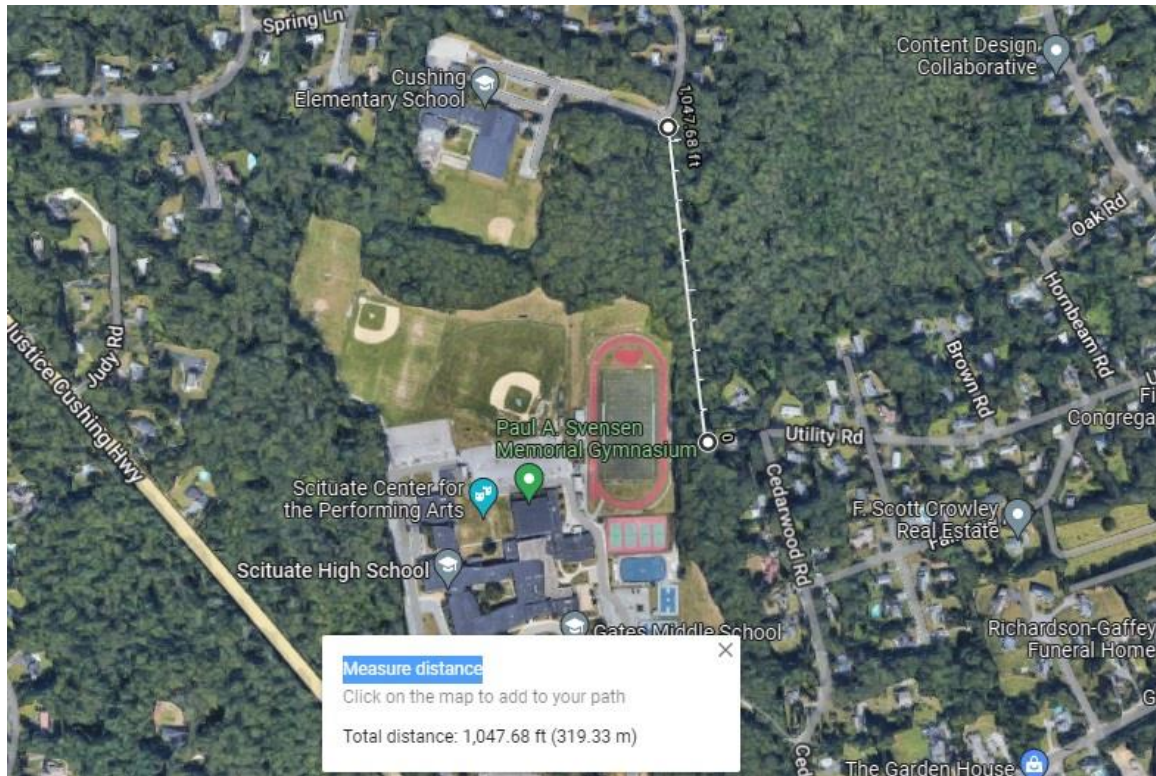 Spring Ln
Content Design
Collaborative
Cushing
Elementary School
1,047.68 ft
Oak Rd
Hornbeam Rd
Judy Rd
Brown Rd
Justice Cushing Hwy
Congrega
Paul A. Svensen
Memorial Gymnasium
0
Utility Rd
Scituate Center for
the Performing Arts
Cedarwood Rd
F. Scott Crowley
Real Estate
Scituate High School
Gates Middle School
Richardson-Gaffey
Funeral Home
Measure distance
Click on the map to add to your path
Total distance: 1,047.68 ft (319.33 m)
The Garden House